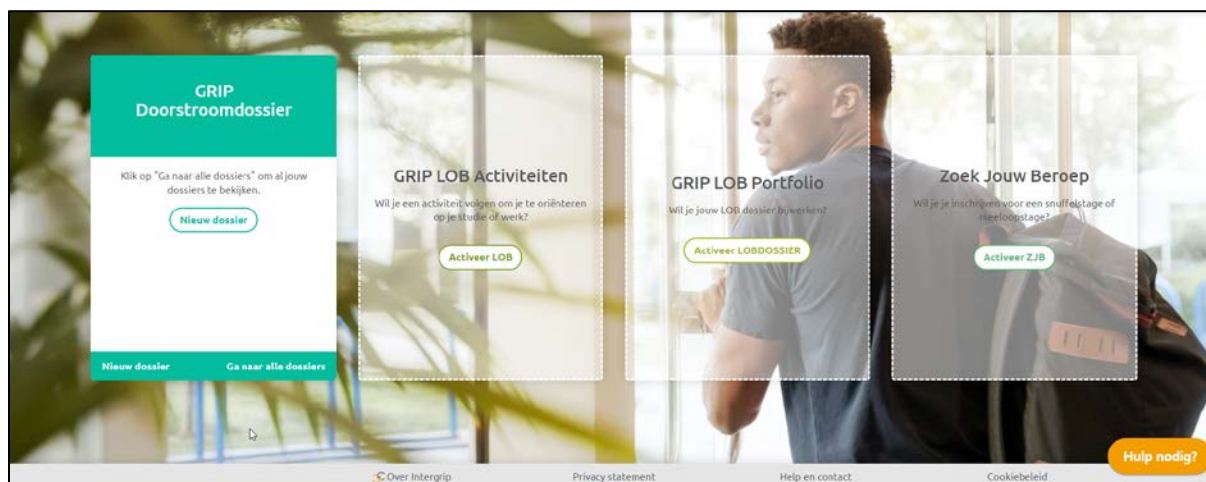 GRIP
Doorstroomdossier
Klik op "Ga naar alle dossiers" om al jouw
dossiers te bekijken.
Nieuw dossier
Nieuw dossier
Ga naar alle dossiers
GRIP LOB Activiteiten
Wil je een activiteit volgen om je te oriënteren
op je studie of werk?
Activeer LOB
GRIP LOB Portfolio
Wil je jouw LOB dossier bijwerken?
Activeer LOBDOSSIER
Zoek Jouw Beroep
Wil je je inschrijven voor een snuffelstage of
meeloopstage?
Activeer ZJB
Hulp nodig?
Over Intergrip
Privacy statement
Help en contact
Cookiebeleid